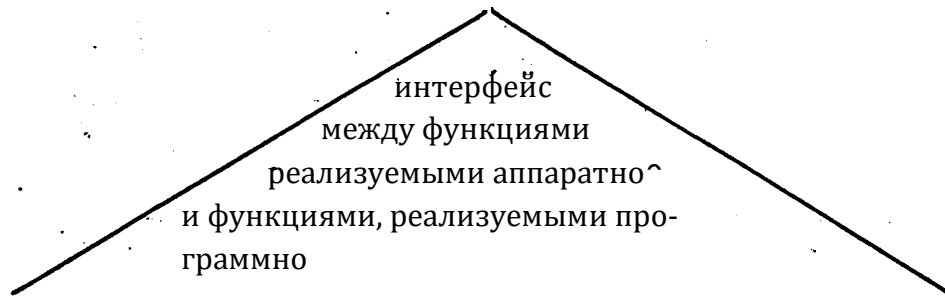 интерфейс
между функциями
реализуемыми аппаратно
и функциями, реализуемыми про-
граммно